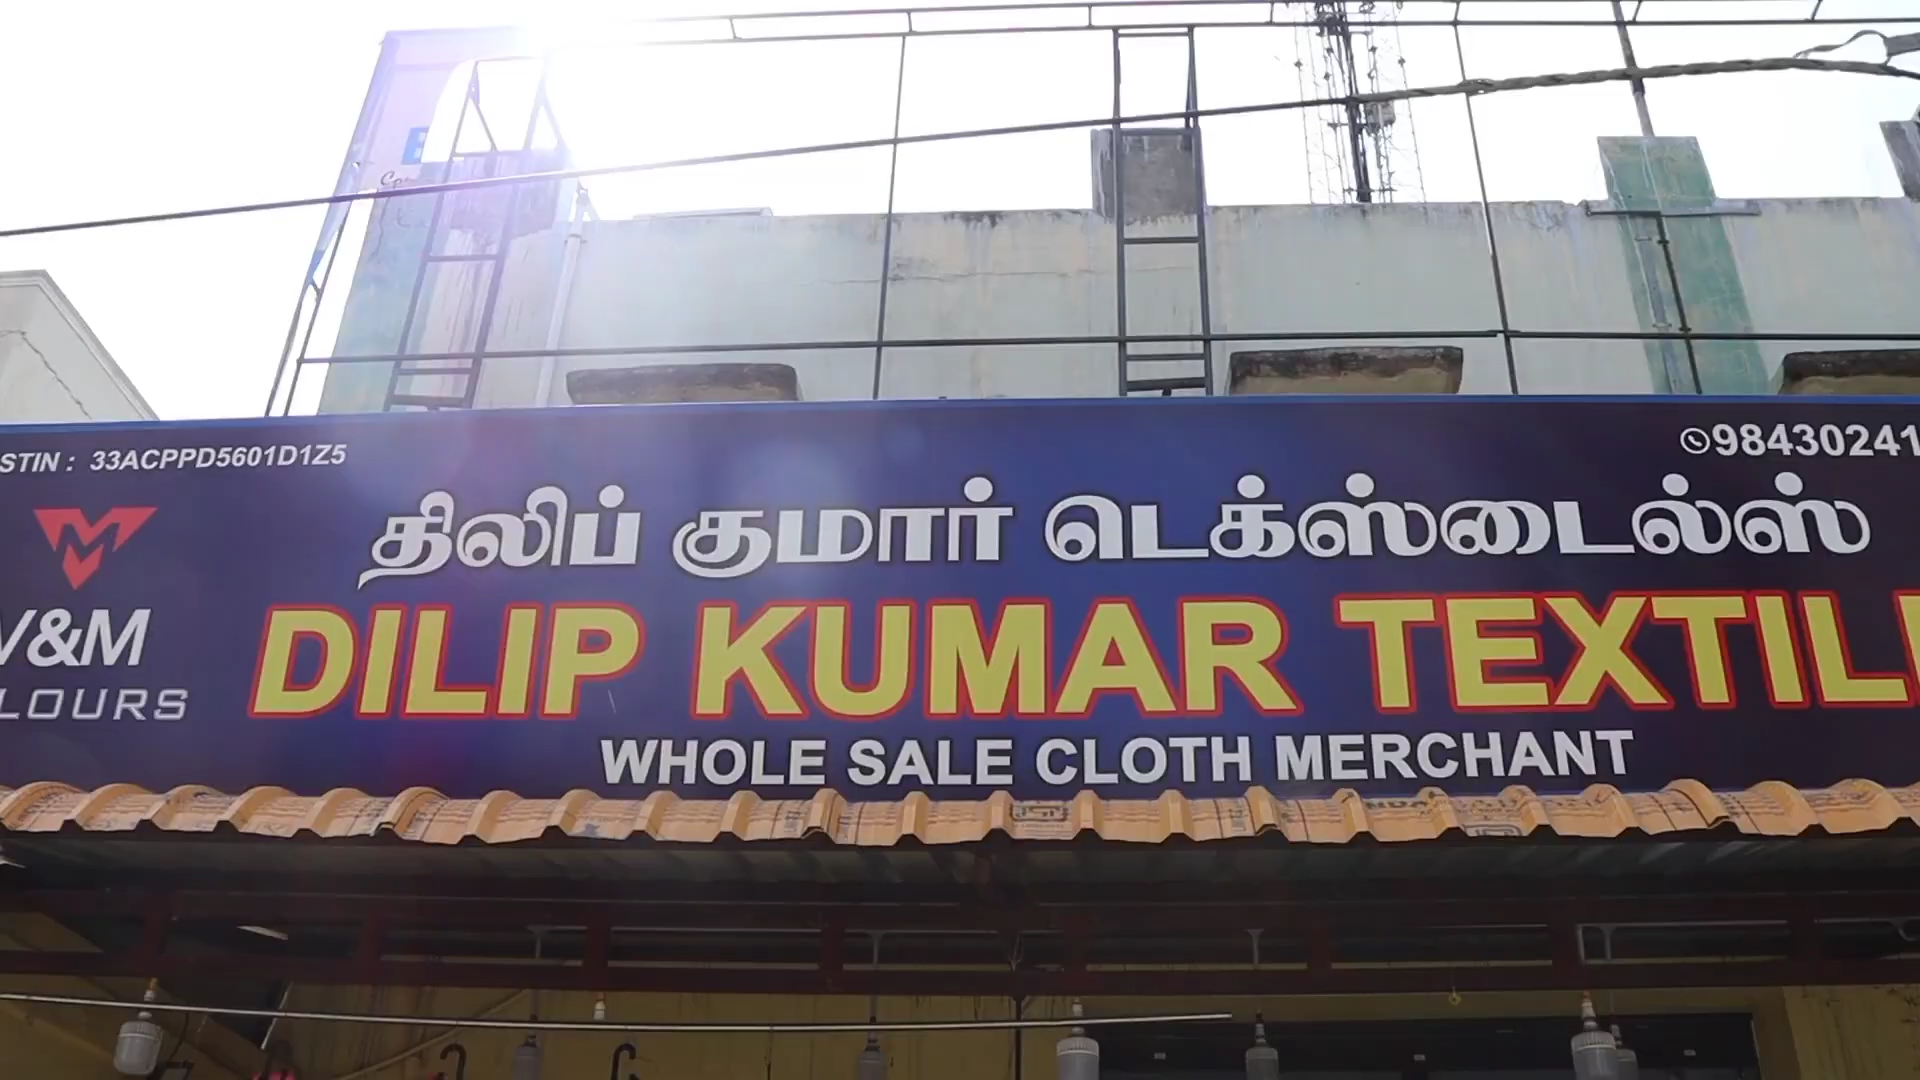 STIN : 33ACPPD5601D1Z5
98430241
திலிப் குமார் டெக்ஸ்டைல்ஸ்
V&M
LOURS
DILIP KUMAR TEXTIL
WHOLE SALE CLOTH MERCHANT